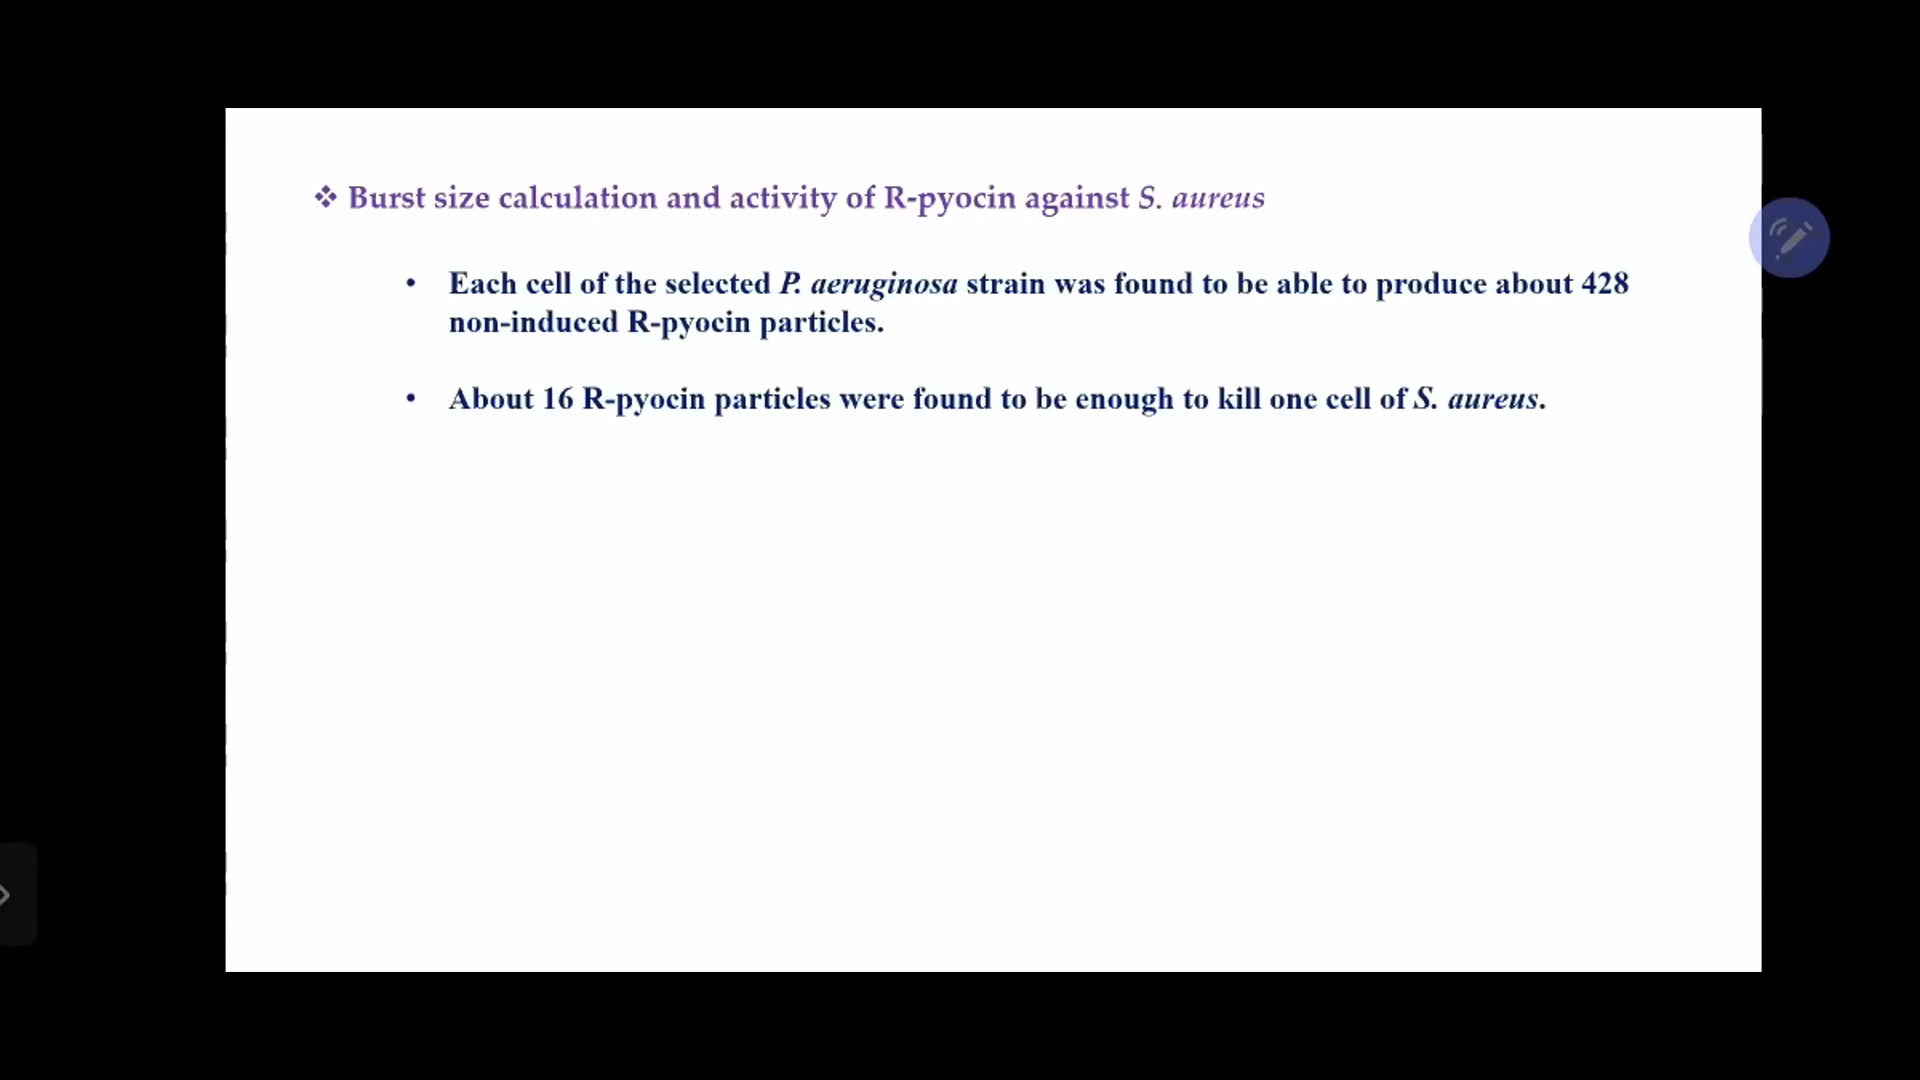 ❖ Burst size calculation and activity of R-pyocin against S. aureus
• Each cell of the selected P. aeruginosa strain was found to be able to produce about 428
non-induced R-pyocin particles.
• About 16 R-pyocin particles were found to be enough to kill one cell of S. aureus.